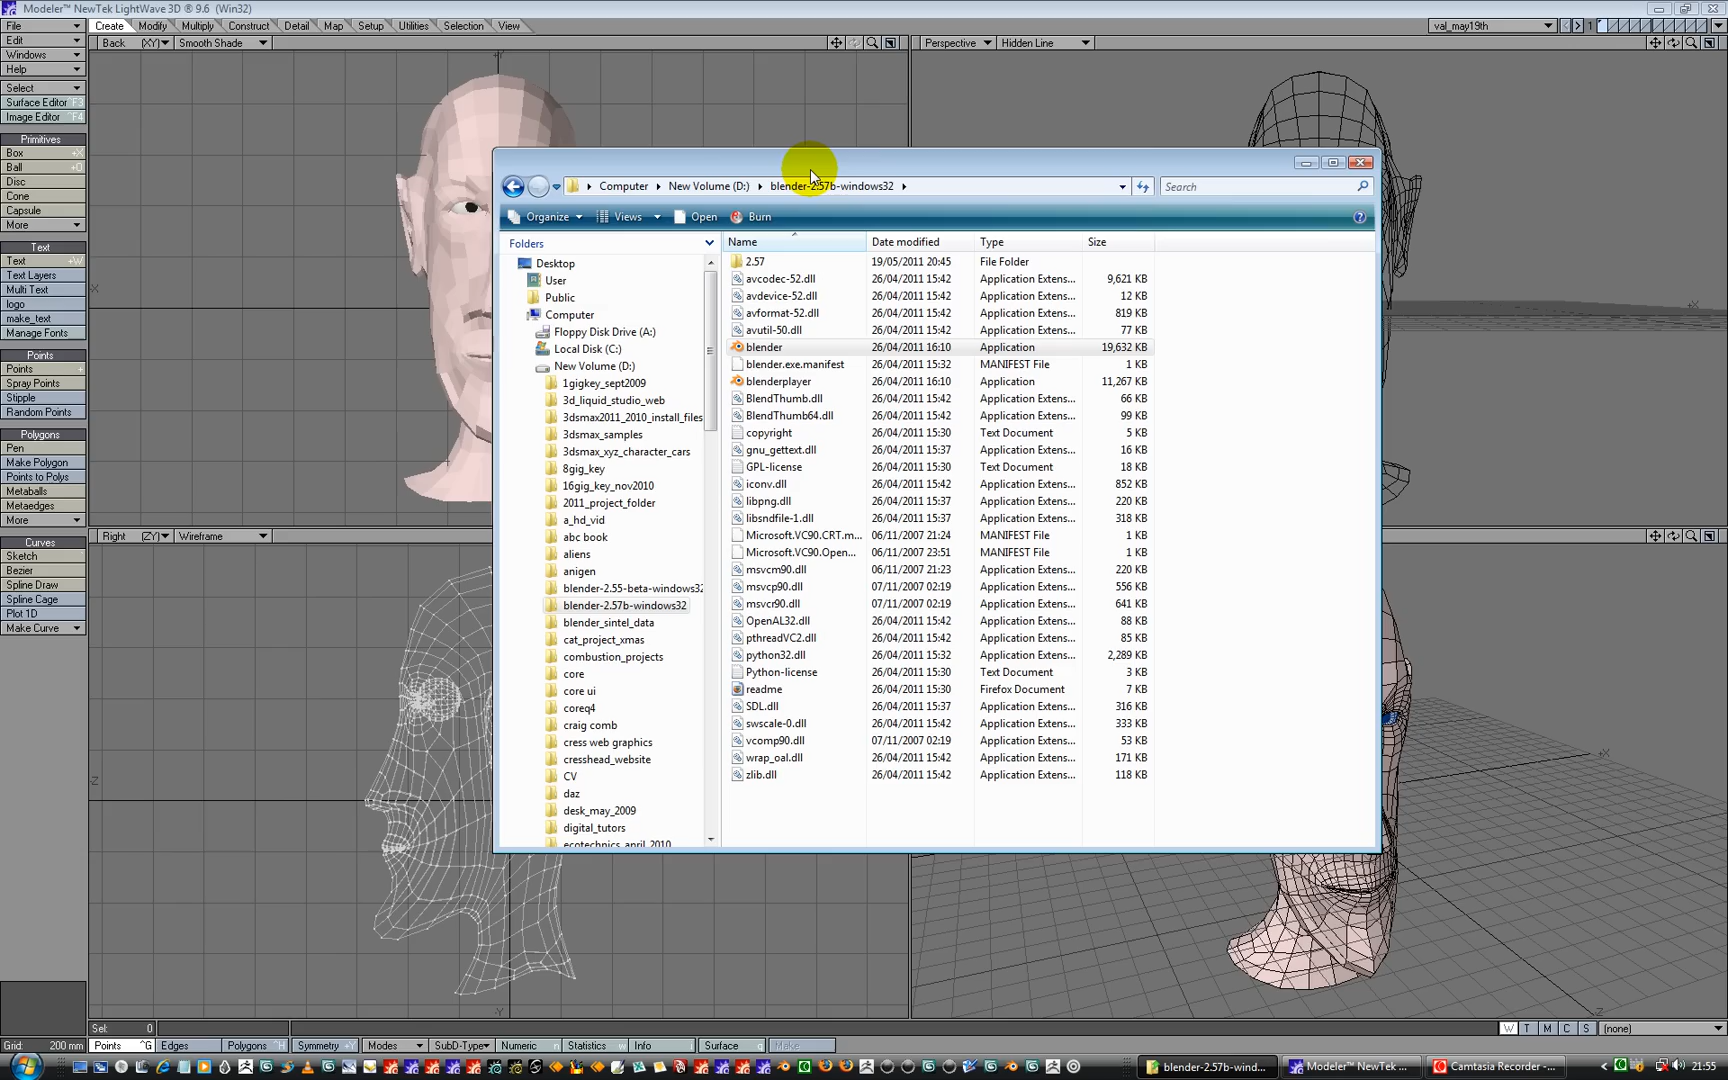 Modeler™ NewTek LightWave 3D ® 9.6 (Win32)
File
Create
Modify
Multiply
Construct
Detail
Map
Setup
Utilities
Selection
View
val_may19th
1
Edit
Windows
Help
Select
Surface Editor ^F3
Image Editor ^F4
Primitives
Box +X
Ball +O
Disc
Cone
Capsule
More
Text
Text +W
Text Layers
Multi Text
logo
make_text
Manage Fonts
Points
Points +
Spray Points
Stipple
Random Points
Polygons
Pen
Make Polygon
Points to Polys
Metaballs
Metaedges
More
Curves
Sketch
Bezier
Spline Draw
Spline Cage
Plot 1D
Make Curve
Back (XY) Smooth Shade
Perspective Hidden Line
Right (ZY) Wireframe
Computer New Volume (D:) blender-2.57b-windows32
Search
Organize Views Open Burn
Folders
Desktop
User
Public
Computer
Floppy Disk Drive (A:)
Local Disk (C:)
New Volume (D:)
1gigkey_sept2009
3d_liquid_studio_web
3dsmax2011_2010_install_files
3dsmax_samples
3dsmax_xyz_character_cars
8gig_key
16gig_key_nov2010
2011_project_folder
a_hd_vid
abc book
aliens
anigen
blender-2.55-beta-windows32
blender-2.57b-windows32
blender_sintel_data
cat_project_xmas
combustion_projects
core
core ui
coreq4
craig comb
cress web graphics
cresshead_website
CV
daz
desk_may_2009
digital_tutors
ecotechnics_april_2010
Name Date modified Type Size
2.57 19/05/2011 20:45 File Folder
avcodec-52.dll 26/04/2011 15:42 Application Extens... 9,621 KB
avdevice-52.dll 26/04/2011 15:42 Application Extens... 12 KB
avformat-52.dll 26/04/2011 15:42 Application Extens... 819 KB
avutil-50.dll 26/04/2011 15:42 Application Extens... 77 KB
blender 26/04/2011 16:10 Application 19,632 KB
blender.exe.manifest 26/04/2011 15:32 MANIFEST File 1 KB
blenderplayer 26/04/2011 16:10 Application 11,267 KB
BlendThumb.dll 26/04/2011 15:42 Application Extens... 66 KB
BlendThumb64.dll 26/04/2011 15:42 Application Extens... 99 KB
copyright 26/04/2011 15:30 Text Document 5 KB
gnu_gettext.dll 26/04/2011 15:37 Application Extens... 16 KB
GPL-license 26/04/2011 15:30 Text Document 18 KB
iconv.dll 26/04/2011 15:42 Application Extens... 852 KB
libpng.dll 26/04/2011 15:37 Application Extens... 220 KB
libsndfile-1.dll 26/04/2011 15:37 Application Extens... 318 KB
Microsoft.VC90.CRT.m... 06/11/2007 21:24 MANIFEST File 1 KB
Microsoft.VC90.Open... 06/11/2007 23:51 MANIFEST File 1 KB
msvcm90.dll 06/11/2007 21:23 Application Extens... 220 KB
msvcp90.dll 07/11/2007 02:19 Application Extens... 556 KB
msvcr90.dll 07/11/2007 02:19 Application Extens... 641 KB
OpenAL32.dll 26/04/2011 15:42 Application Extens... 88 KB
pthreadVC2.dll 26/04/2011 15:42 Application Extens... 85 KB
python32.dll 26/04/2011 15:32 Application Extens... 2,289 KB
Python-license 26/04/2011 15:30 Text Document 3 KB
readme 26/04/2011 15:30 Firefox Document 7 KB
SDL.dll 26/04/2011 15:37 Application Extens... 316 KB
swscale-0.dll 26/04/2011 15:42 Application Extens... 333 KB
vcomp90.dll 07/11/2007 02:19 Application Extens... 53 KB
wrap_oal.dll 26/04/2011 15:42 Application Extens... 171 KB
zlib.dll 26/04/2011 15:42 Application Extens... 118 KB
Sel: 0
W T M C S (none)
Grid: 200 mm Points ^G Edges Polygons ^H Symmetry +Y Modes SubD-Type Numeric n Statistics w Info i Surface q Make
blender-2.57b-wind... Modeler™ NewTek ... Camtasia Recorder -... 21:55